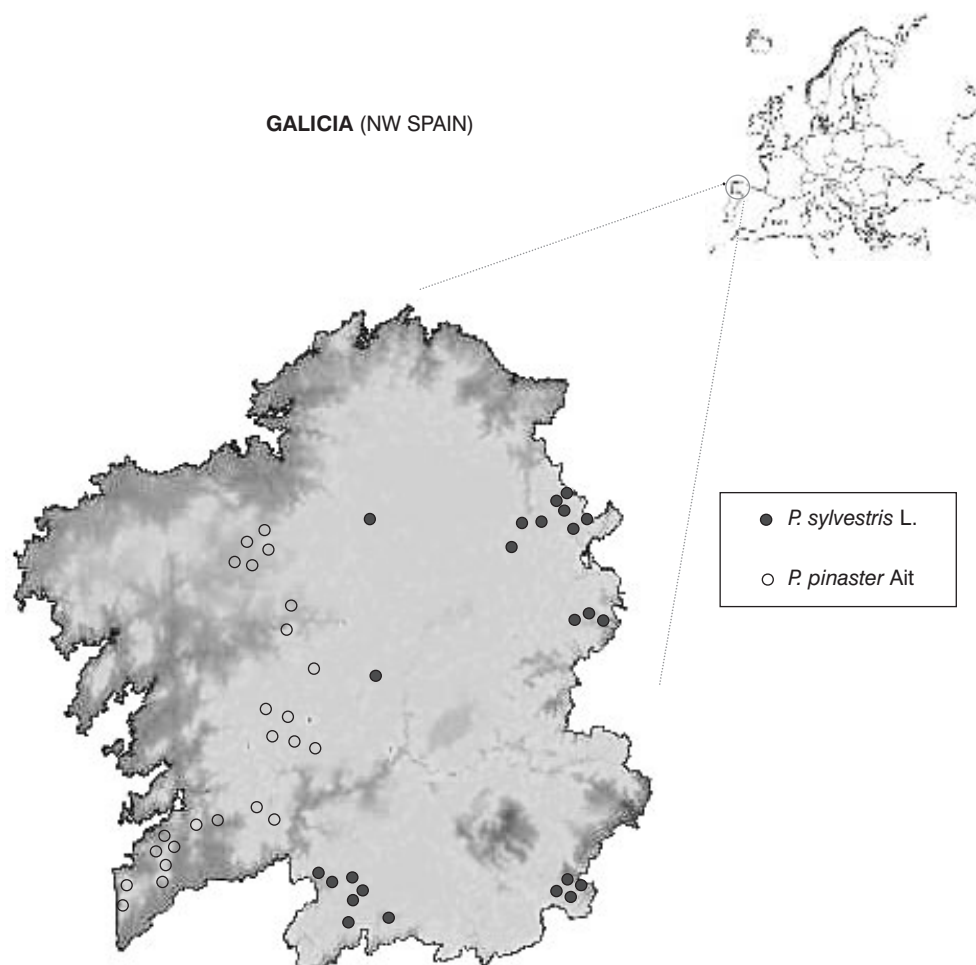 GALICIA (NW SPAIN)
P. sylvestris L.
P. pinaster Ait